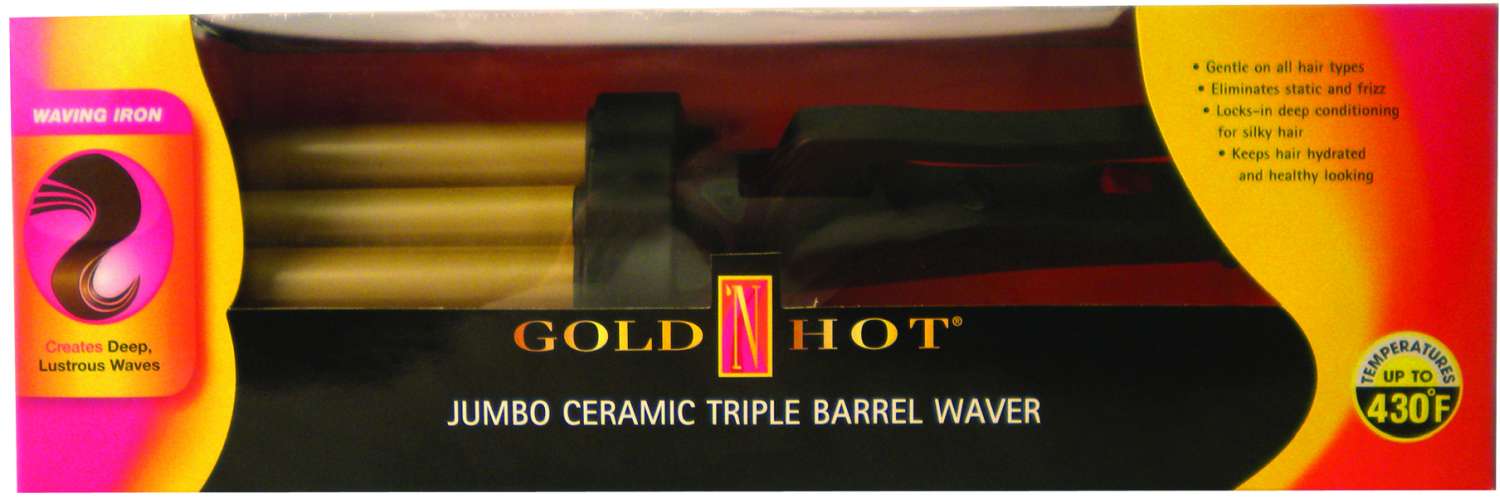 WAVING IRON
Creates Deep,
Lustrous Waves
GOLD 'N HOT®
JUMBO CERAMIC TRIPLE BARREL WAVER
• Gentle on all hair types
• Eliminates static and frizz
• Locks-in deep conditioning
for silky hair
• Keeps hair hydrated
and healthy looking
TEMPERATURES
UP TO
430°F